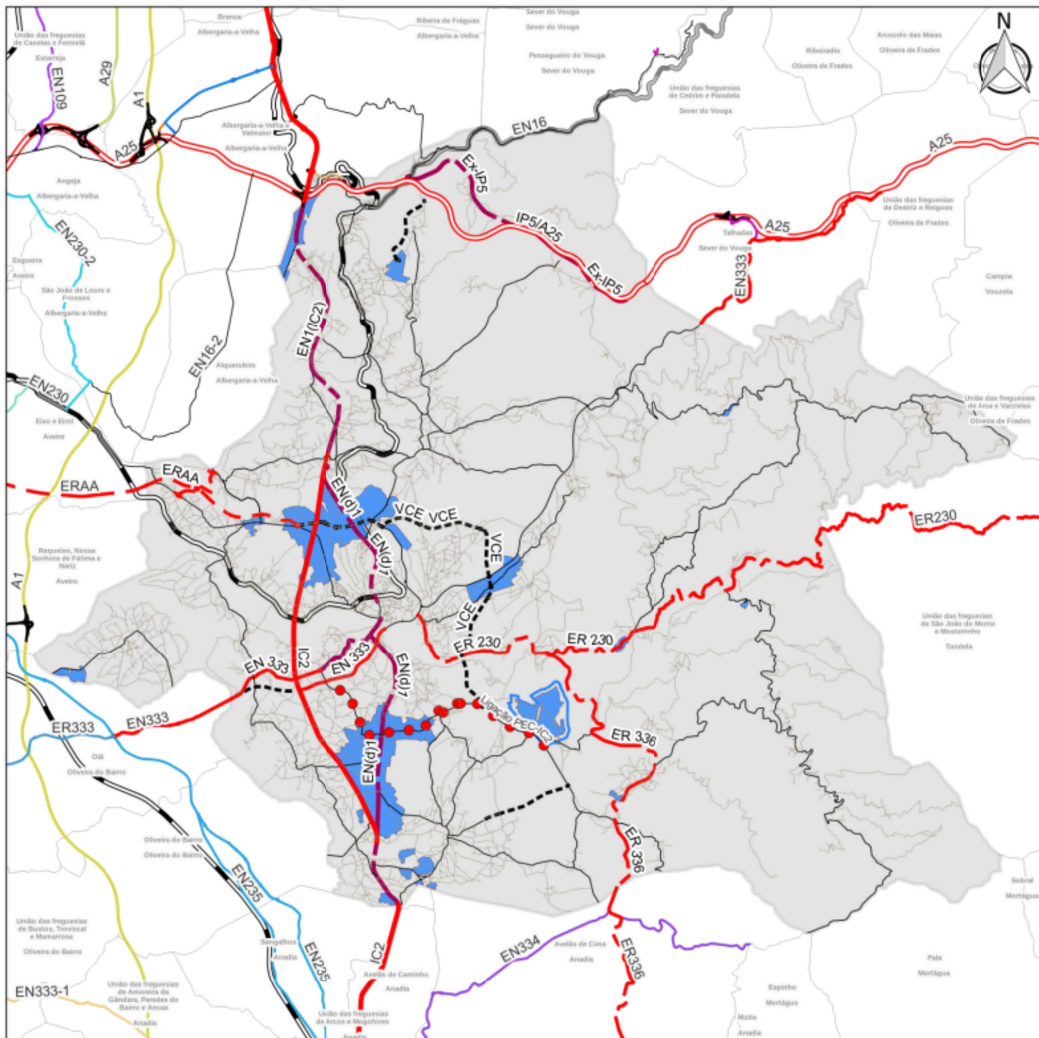 Branca
Albergaria-a-Velha
Ribeira de Fráguas
Albergaria-a-Velha
Sever do Vouga
Sever do Vouga
Pessegueiro do Vouga
Sever do Vouga
Arcozelo das Maias
Oliveira de Frades
Ribeiradio
Oliveira de Frades
N
União das freguesias
de Canelas e Fermelã
Estarreja
EN109
A29
A1
União das freguesias
de Cedrim e Paradela
Sever do Vouga
EN16
Albergaria-a-Velha e
Valmaior
Albergaria-a-Velha
A25
A25
Ex-IP5
Angeja
Albergaria-a-Velha
União das freguesias
de Destriz e Reigoso
Oliveira de Frades
IP5/A25
A25
Talhadas
Sever do Vouga
EN230-2
Esgueira
Aveiro
Ex-IP5
EN333
Campia
Vouzela
São João de Loure e
Frossos
Albergaria-a-Velha
EN1(IC2)
EN16-2
Alquerubim
Albergaria-a-Velha
EN230
União das freguesias
de Arca e Varzielas
Oliveira de Frades
Eixo e Eirol
Aveiro
ERAA
ERAA
EN(d)1
VCE
VCE
ER230
VCE
EN(d)1
Requeixo, Nossa
Senhora de Fátima e
Nariz
Aveiro
A1
VCE
União das freguesias
de São João do Monte
e Mosteirinho
Tondela
ER 230
ER 230
IC2
EN 333
EN 333
EN(d)1
Ligação PEC-IC2
EN333
ER333
ER 336
EN(d)1
Oiã
Oliveira do Bairro
Oliveira do Bairro
Oliveira do Bairro
ER 336
EN235
Sobral
Mortágua
União das freguesias
de Bustos, Troviscal
e Mamarrosa
Oliveira do Bairro
Sangalhos
Anadia
EN235
IC2
EN334
Avelãs de Cima
Anadia
ER336
Pala
Mortágua
Avelãs de Caminho
Anadia
EN333-1
União das freguesias
de Amoreira da
Gândara, Paredes do
Bairro e Ancas
Anadia
Espinho
Mortágua
União das freguesias
de Arcos e Mogofores
Anadia
Moita
Anadia